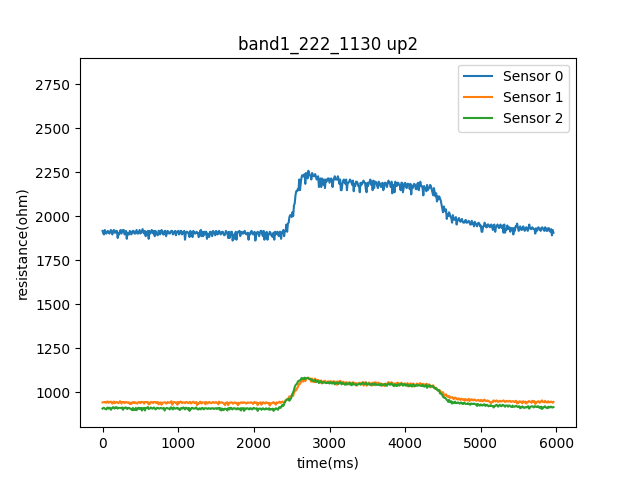 band1_222_1130 up2
Sensor 0
Sensor 1
Sensor 2
resistance(ohm)
2750
2500
2250
2000
1750
1500
1250
1000
0 1000 2000 3000 4000 5000 6000
time(ms)